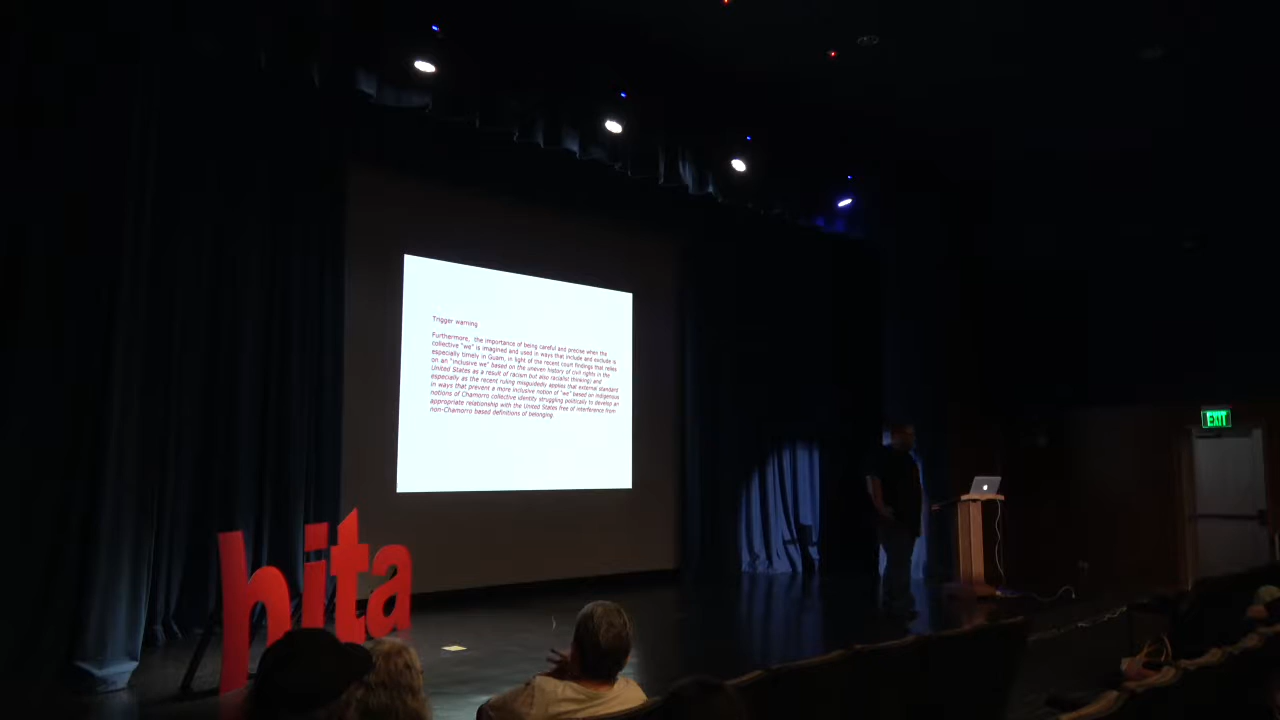 Trigger warning
Furthermore, the importance of being careful and precise when the
collective "we" is imagined and used in ways that include and exclude is
especially timely in Guam, in light of the recent court findings that relies
on an "inclusive we" based on the uneven history of civil rights in the
United States as a result of racism but also racialist thinking) and
especially as the recent ruling misguidedly applies that external standard
in ways that prevent a more inclusive notion of "we" based on indigenous
notions of Chamorro collective identity struggling politically to develop an
appropriate relationship with the United States free of interference from
non-Chamorro based definitions of belonging
hita
EXIT